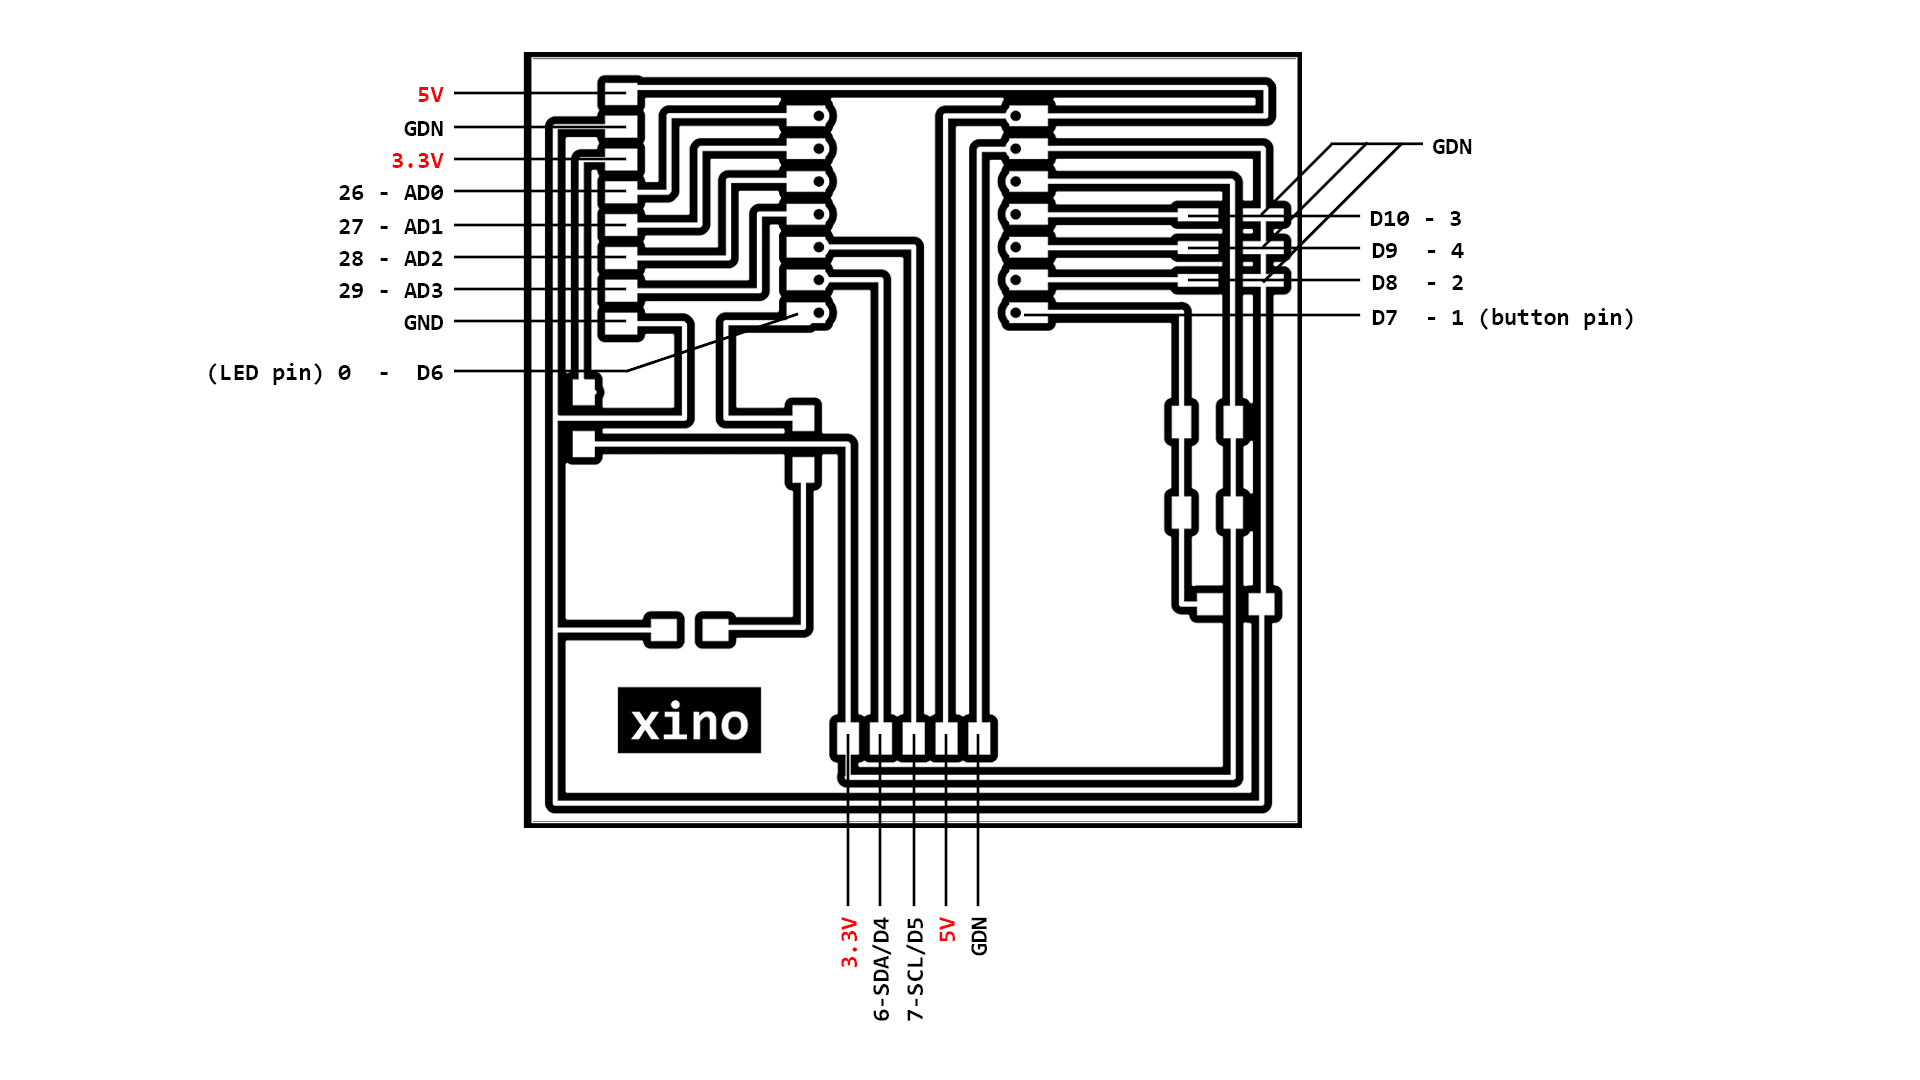 5V
GDN
3.3V
26 - AD0
27 - AD1
28 - AD2
29 - AD3
GND
(LED pin) 0 - D6
GDN
D10 - 3
D9 - 4
D8 - 2
D7 - 1 (button pin)
xino
3.3V
6-SDA/D4
7-SCL/D5
5V
GDN